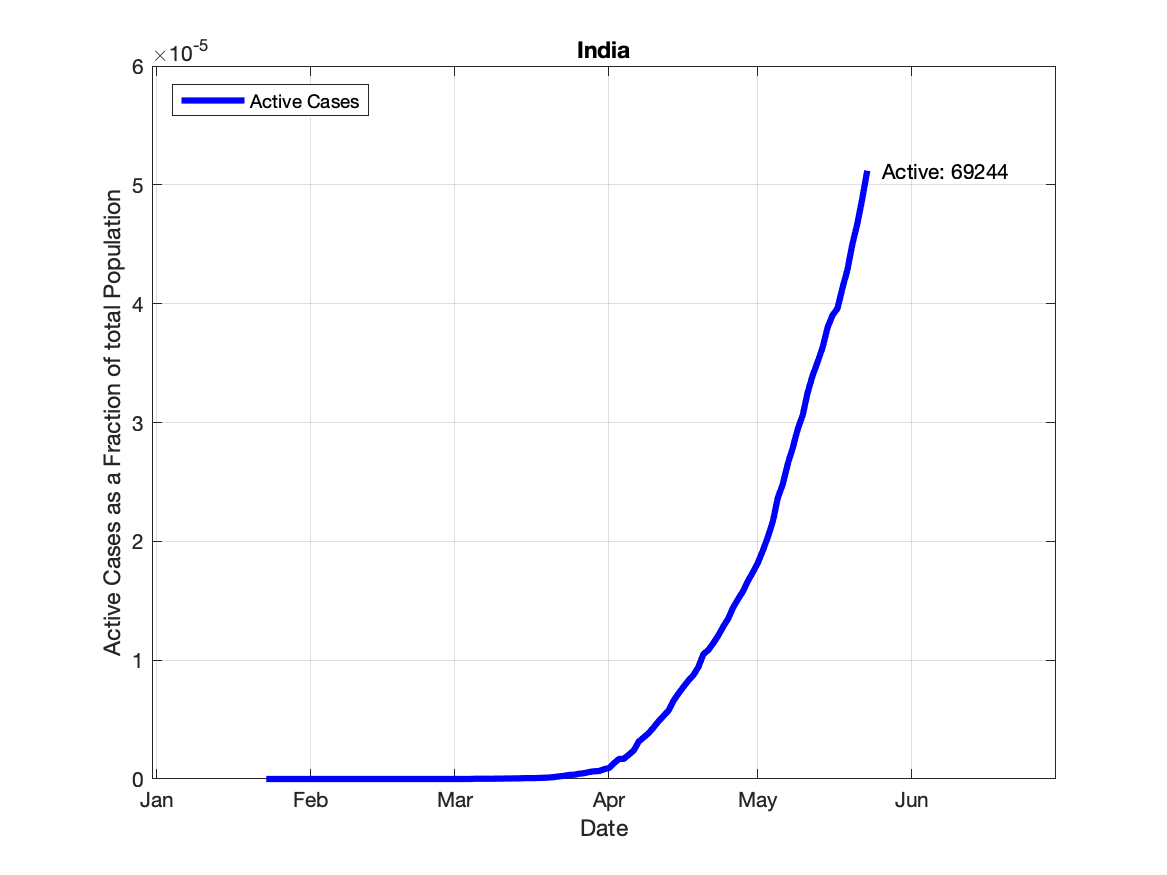 India
×10-5
6
5
4
3
2
1
0
Active Cases
Active: 69244
Active Cases as a Fraction of total Population
Jan Feb Mar Apr May Jun
Date